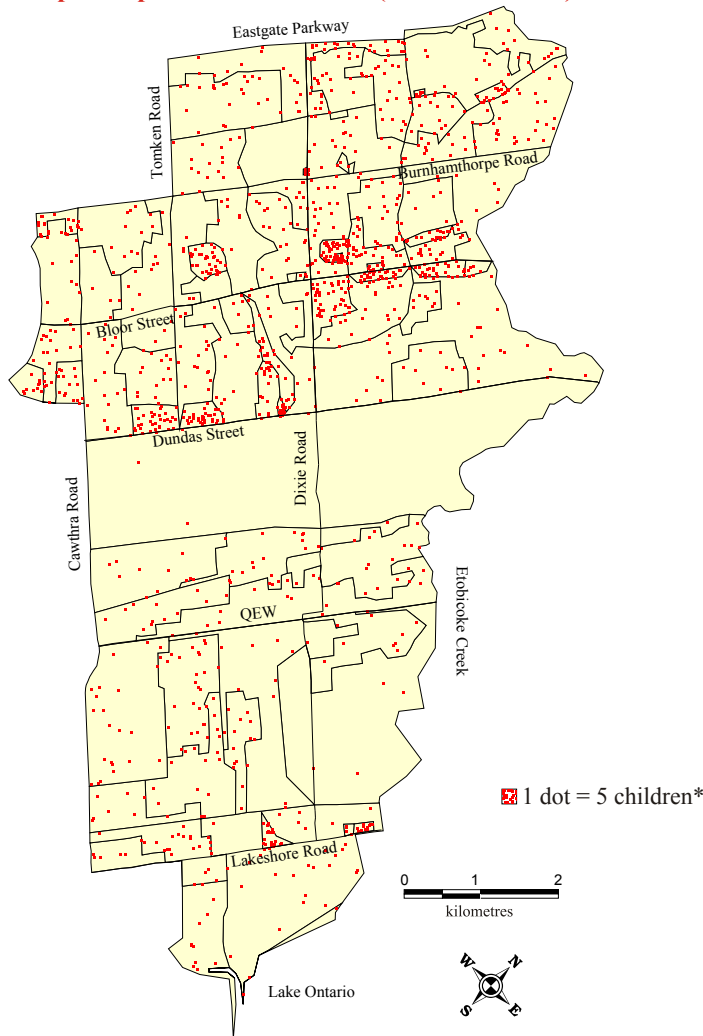 Eastgate Parkway
Tomken Road
Burnhamthorpe Road
Bloor Street
Dundas Street
Dixie Road
Cawthra Road
Etobicoke Creek
QEW
1 dot = 5 children*
Lakeshore Road
0 1 2
kilometres
W N
S E
Lake Ontario